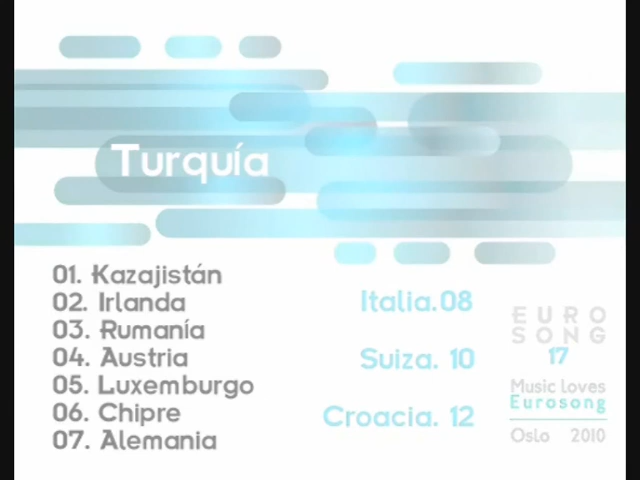 Turquía
01. Kazajistán
02. Irlanda
03. Rumanía
04. Austria
05. Luxemburgo
06. Chipre
07. Alemania
Italia.08
Suiza. 10
Croacia. 12
EURO
SONG
17
Music loves
Eurosong
Oslo 2010